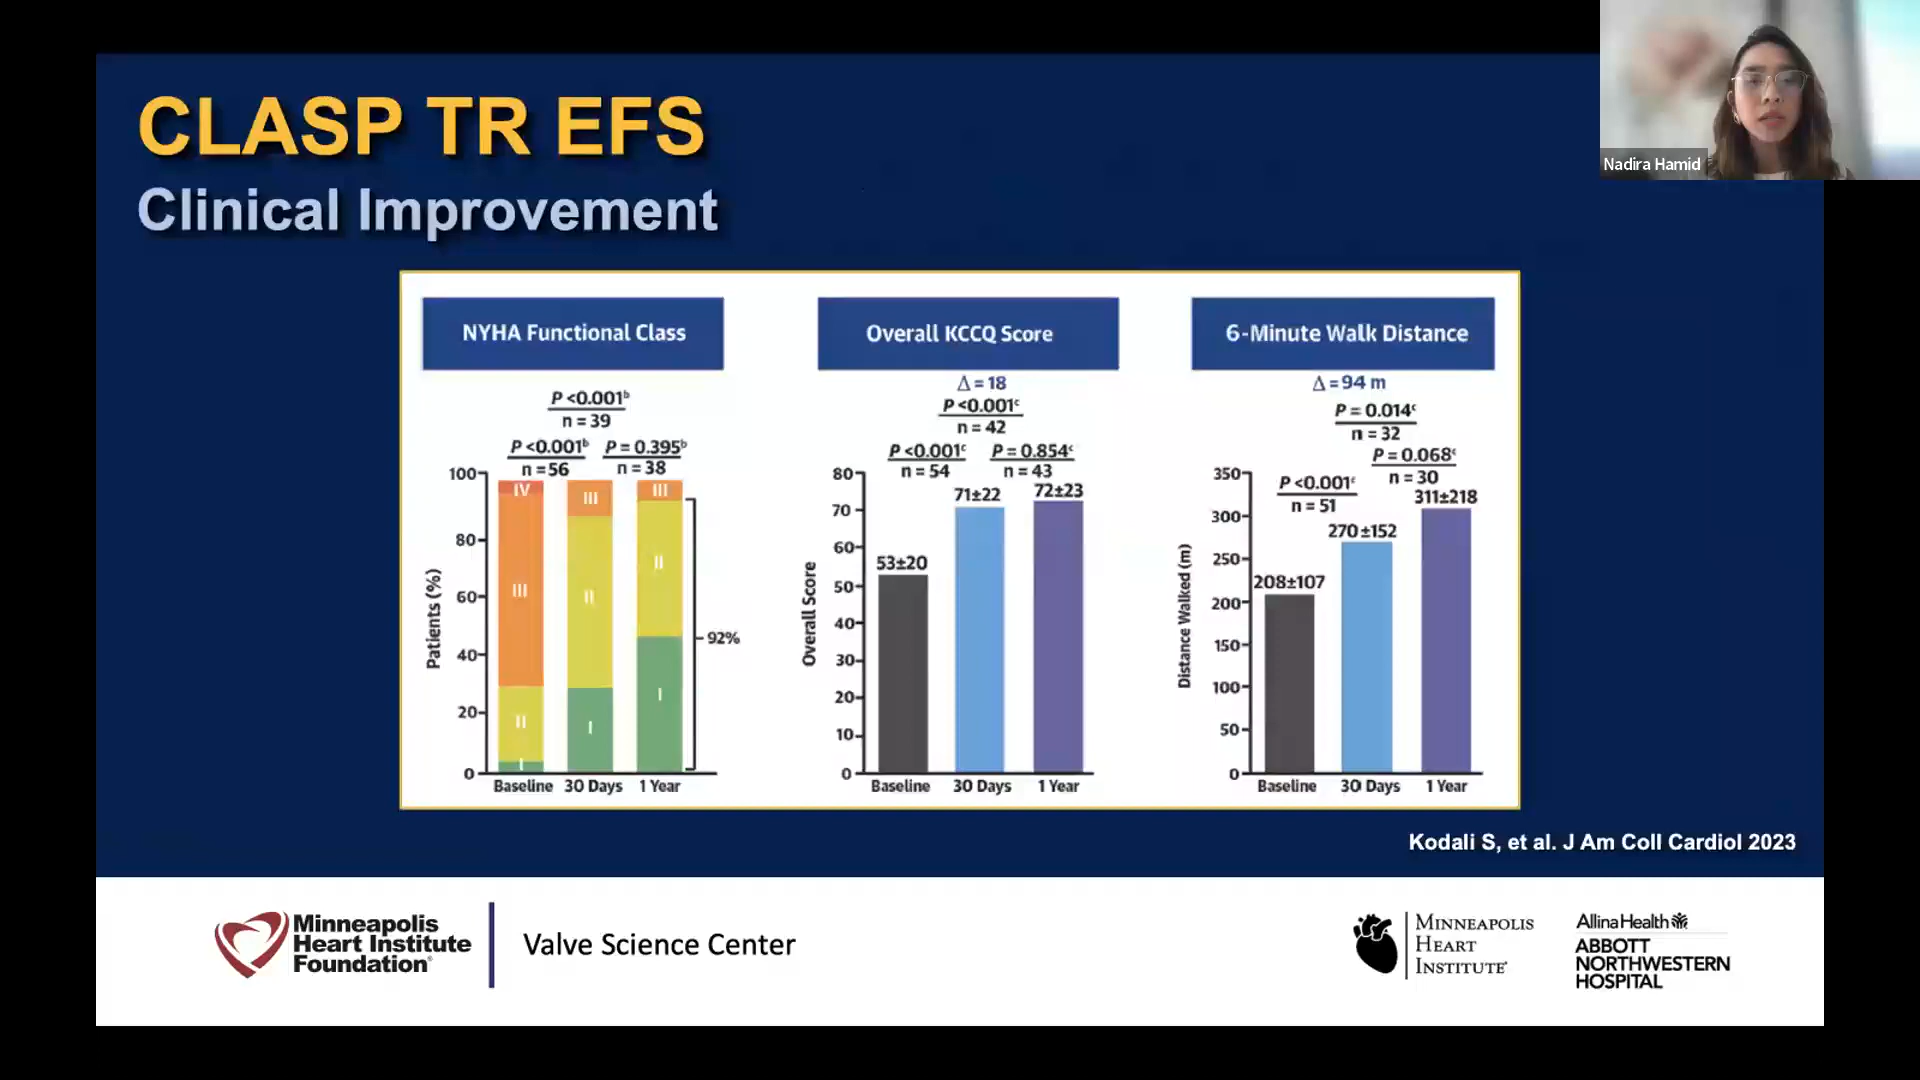 CLASP TR EFS
Clinical Improvement
Nadira Hamid
NYHA Functional Class
P <0.001ᵇ
n = 39
P <0.001ᵇ
n = 56
P = 0.395ᵇ
n = 38
Patients (%)
100
80
60
40
20
0
IV
III
II
I
III
II
I
III
II
I
92%
Baseline
30 Days
1 Year
Overall KCCQ Score
Δ = 18
P <0.001ᶜ
n = 42
P <0.001ᶜ
n = 54
P = 0.854ᶜ
n = 43
Overall Score
80
70
60
50
40
30
20
10
0
53±20
71±22
72±23
Baseline
30 Days
1 Year
6-Minute Walk Distance
Δ = 94 m
P = 0.014ᶜ
n = 32
P <0.001ᶜ
n = 51
P = 0.068ᶜ
n = 30
Distance Walked (m)
350
300
250
200
150
100
50
0
208±107
270±152
311±218
Baseline
30 Days
1 Year
Kodali S, et al. J Am Coll Cardiol 2023
Minneapolis
Heart Institute
Foundation®
Valve Science Center
MINNEAPOLIS
HEART
INSTITUTE®
AllinaHealth
ABBOTT
NORTHWESTERN
HOSPITAL